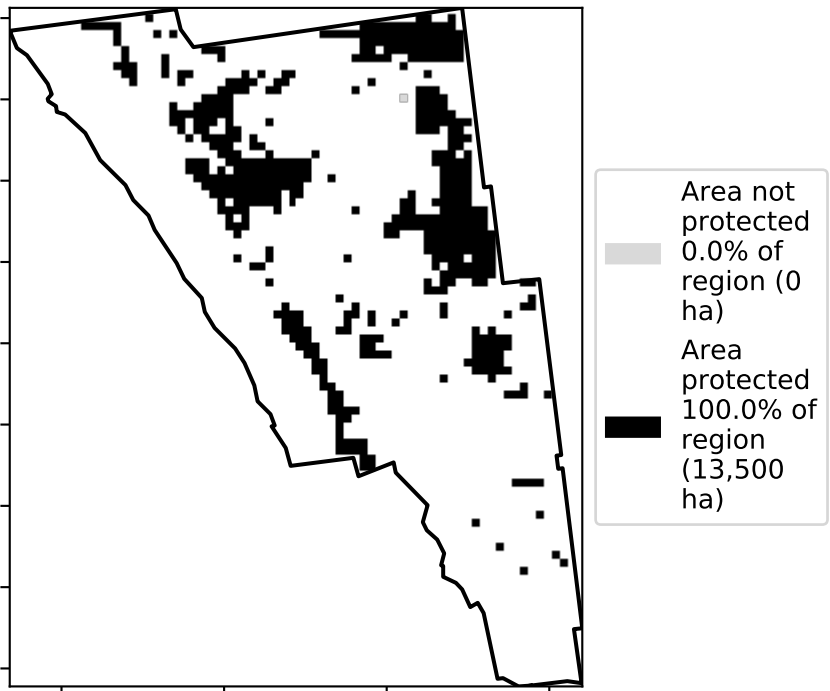 Area not
protected
0.0% of
region (0
ha)
Area
protected
100.0% of
region
(13,500
ha)